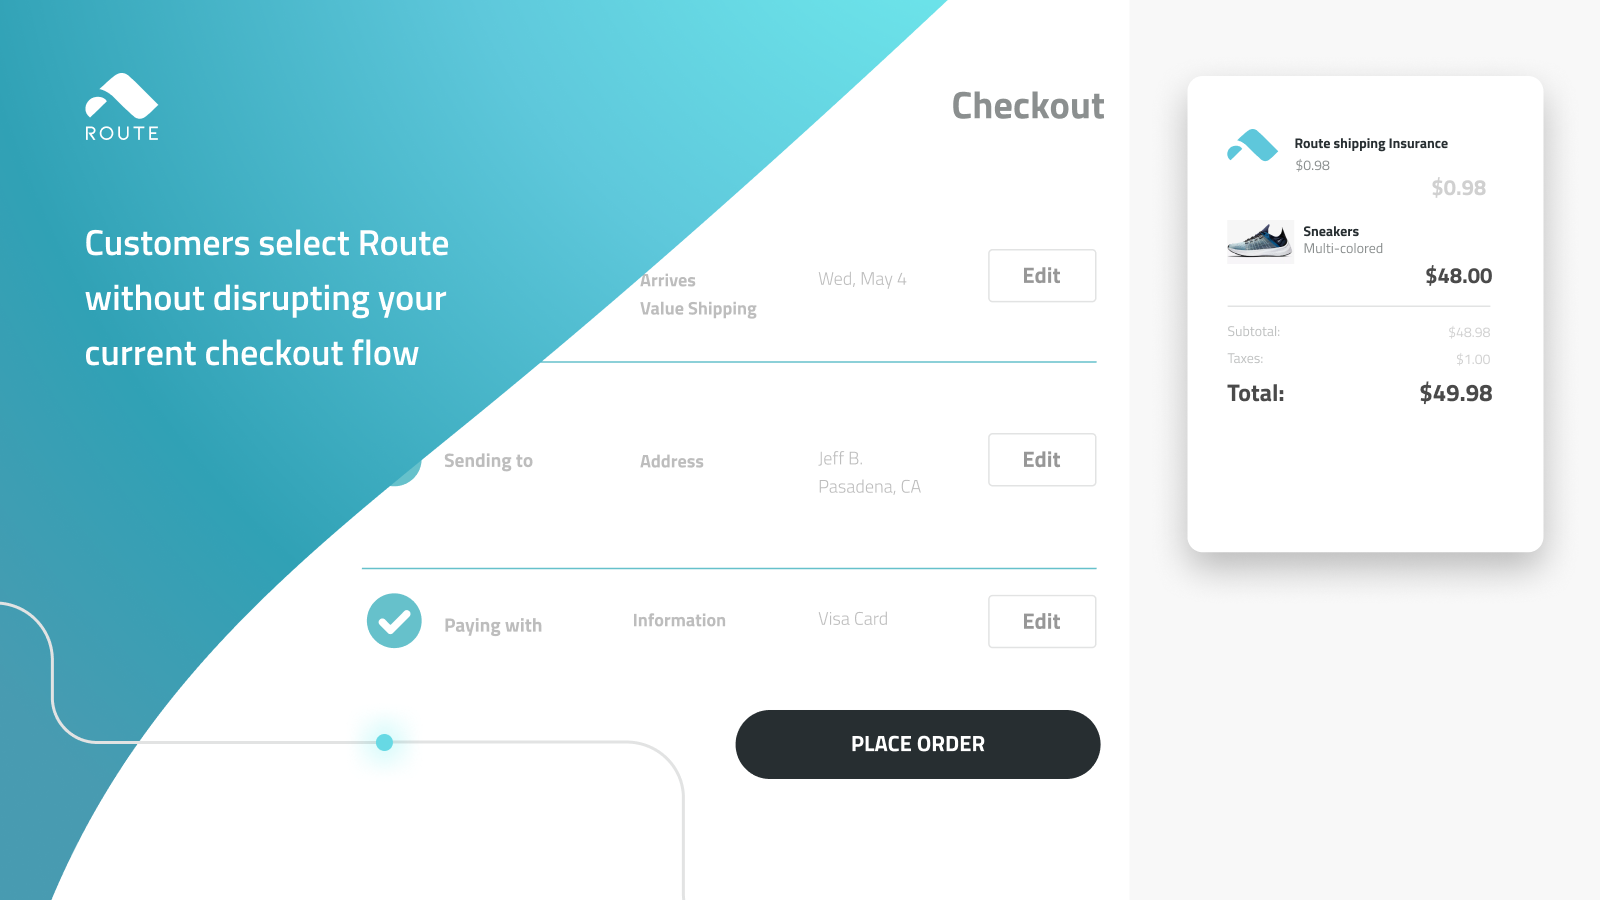 ROUTE
Customers select Route
without disrupting your
current checkout flow
Checkout
Arrives
Value Shipping
Wed, May 4
Edit
Sending to
Address
Jeff B.
Pasadena, CA
Edit
Paying with
Information
Visa Card
Edit
PLACE ORDER
Route shipping Insurance
$0.98
$0.98
Sneakers
Multi-colored
$48.00
Subtotal: $48.98
Taxes: $1.00
Total: $49.98